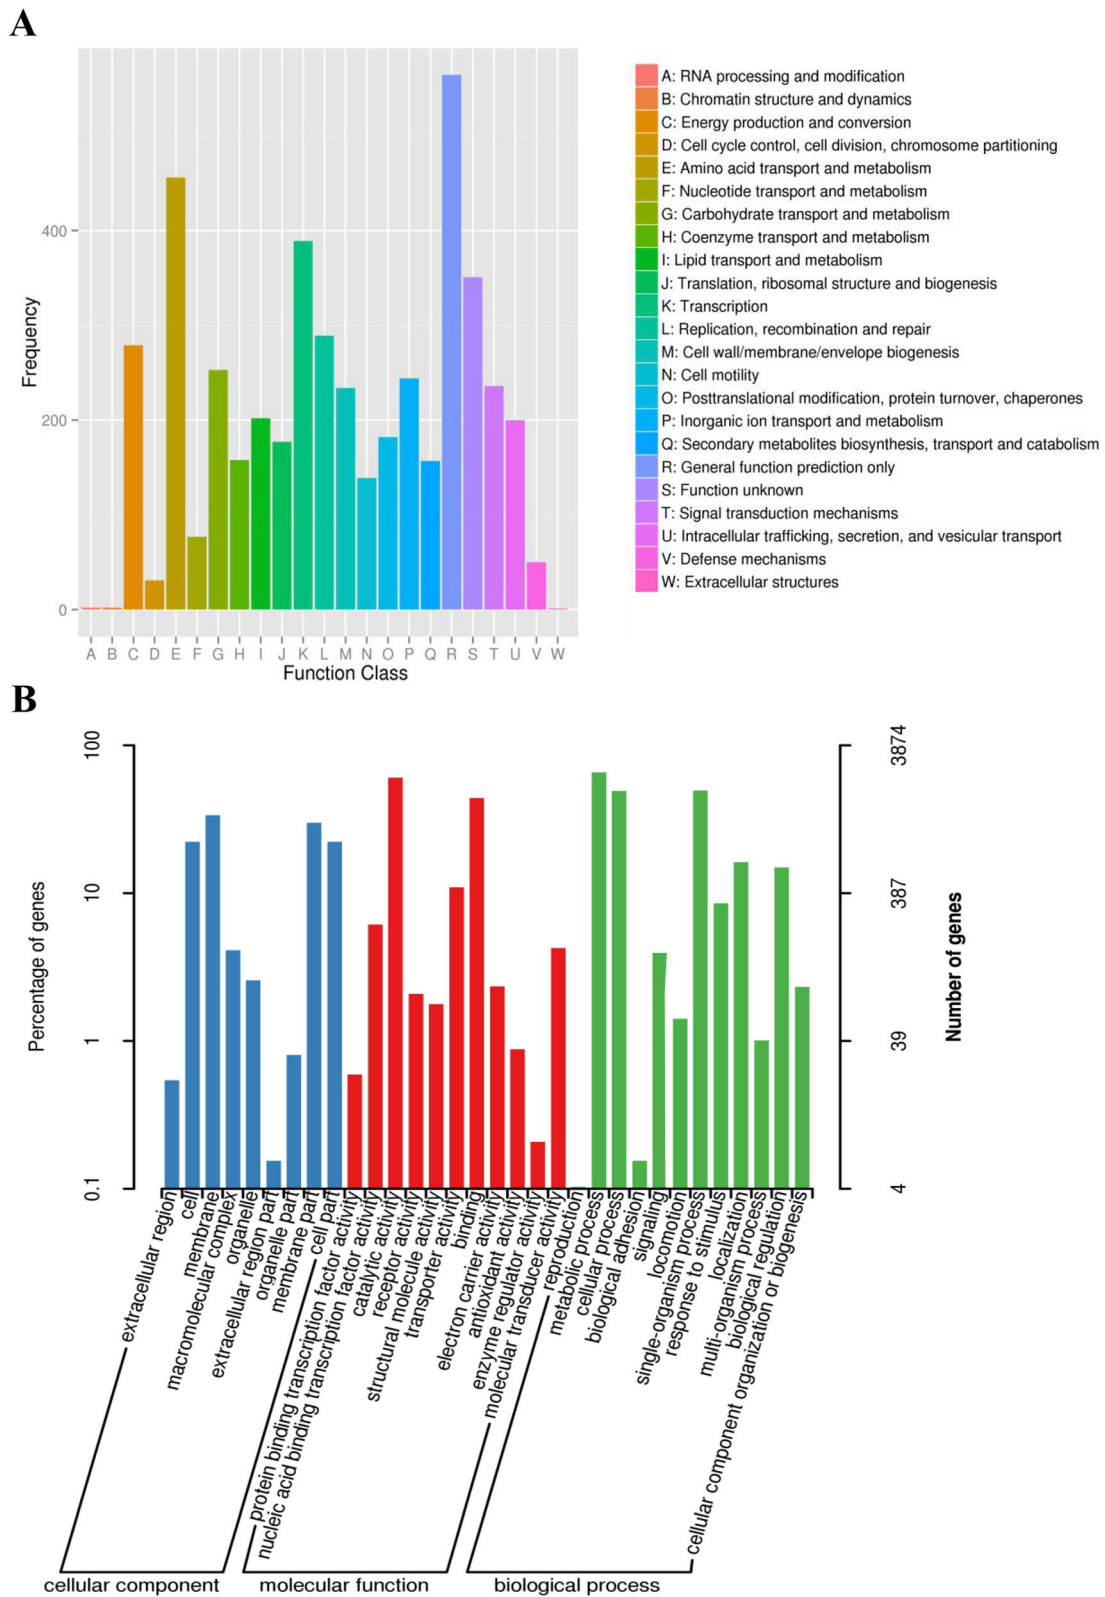 A
Frequency
400
200
0
A B C D E F G H I J K L M N O P Q R S T U V W
Function Class
A: RNA processing and modification
B: Chromatin structure and dynamics
C: Energy production and conversion
D: Cell cycle control, cell division, chromosome partitioning
E: Amino acid transport and metabolism
F: Nucleotide transport and metabolism
G: Carbohydrate transport and metabolism
H: Coenzyme transport and metabolism
I: Lipid transport and metabolism
J: Translation, ribosomal structure and biogenesis
K: Transcription
L: Replication, recombination and repair
M: Cell wall/membrane/envelope biogenesis
N: Cell motility
O: Posttranslational modification, protein turnover, chaperones
P: Inorganic ion transport and metabolism
Q: Secondary metabolites biosynthesis, transport and catabolism
R: General function prediction only
S: Function unknown
T: Signal transduction mechanisms
U: Intracellular trafficking, secretion, and vesicular transport
V: Defense mechanisms
W: Extracellular structures
B
Percentage of genes
100
10
1
0.1
3874
387
39
4
Number of genes
extracellular region
cell
membrane
macromolecular complex
organelle
extracellular region part
organelle part
membrane part
cell part
protein binding transcription factor activity
nucleic acid binding transcription factor activity
catalytic activity
receptor activity
structural molecule activity
transporter activity
binding
electron carrier activity
antioxidant activity
enzyme regulator activity
molecular transducer activity
reproduction
metabolic process
cellular process
biological adhesion
signaling
locomotion
single-organism process
response to stimulus
localization
multi-organism process
biological regulation
cellular component organization or biogenesis
cellular component
molecular function
biological process